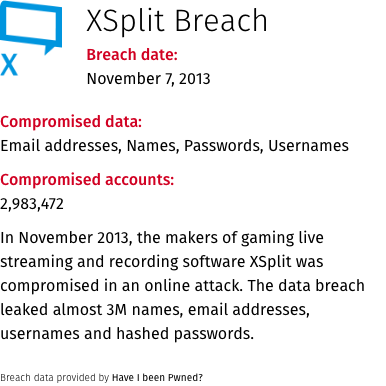 XSplit Breach
Breach date:
November 7, 2013
X
Compromised data:
Email addresses, Names, Passwords, Usernames
Compromised accounts:
2,983,472
In November 2013, the makers of gaming live
streaming and recording software XSplit was
compromised in an online attack. The data breach
leaked almost 3M names, email addresses,
usernames and hashed passwords.
Breach data provided by Have I been Pwned?